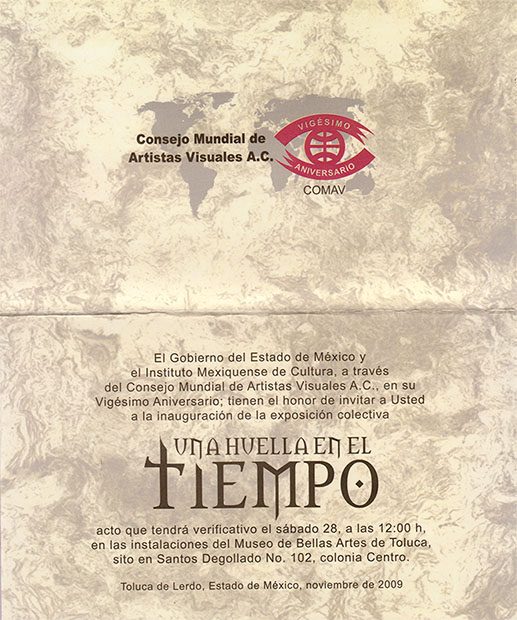 Consejo Mundial de
Artistas Visuales A.C.
VIGÉSIMO
ANIVERSARIO
COMAV
El Gobierno del Estado de México y
el Instituto Mexiquense de Cultura, a través
del Consejo Mundial de Artistas Visuales A.C., en su
Vigésimo Aniversario; tienen el honor de invitar a Usted
a la inauguración de la exposición colectiva
UNA HUELLA EN EL
TIEMPO
acto que tendrá verificativo el sábado 28, a las 12:00 h,
en las instalaciones del Museo de Bellas Artes de Toluca,
sito en Santos Degollado No. 102, colonia Centro.
Toluca de Lerdo, Estado de México, noviembre de 2009